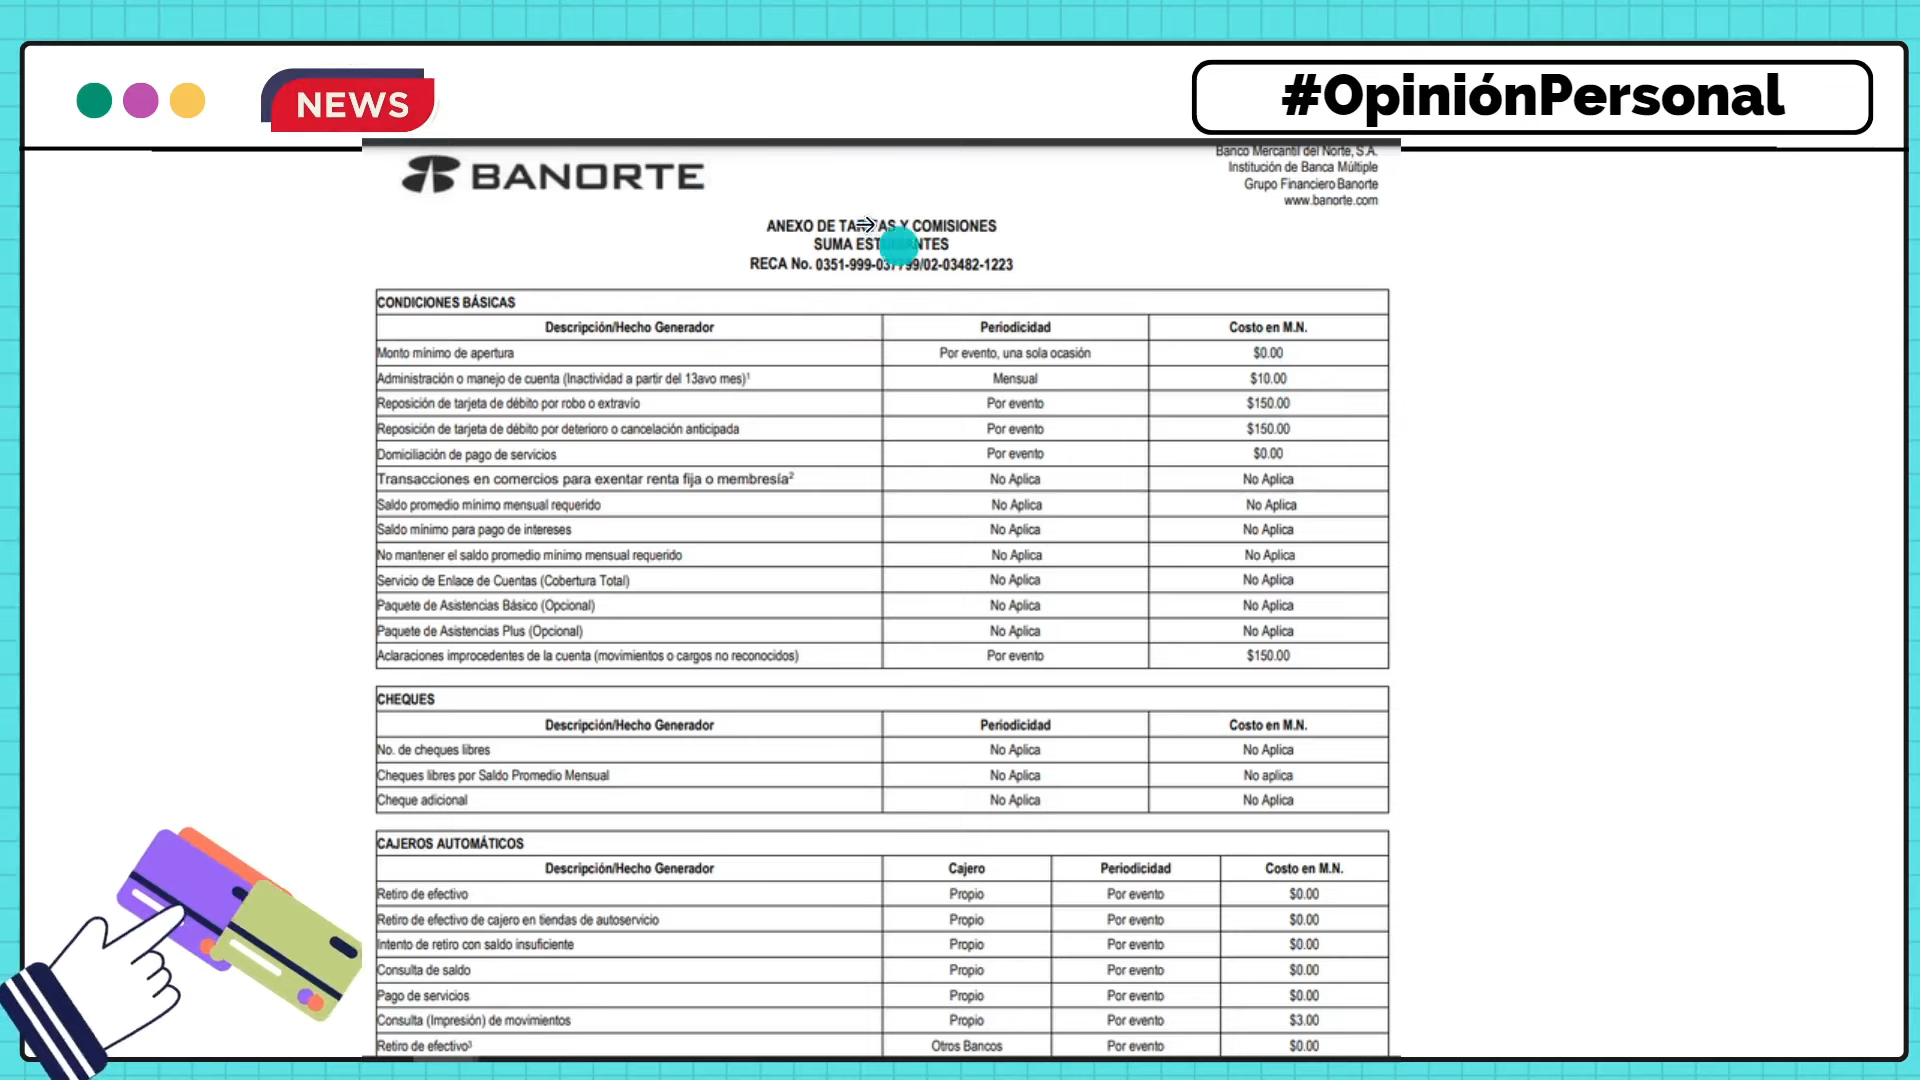 NEWS
#OpiniónPersonal
BANORTE
Banco Mercantil del Norte, S.A.
Institución de Banca Múltiple
Grupo Financiero Banorte
www.banorte.com
ANEXO DE TARIFAS Y COMISIONES
SUMA ESTUDIANTES
RECA No. 0351-999-037799/02-03482-1223
CONDICIONES BÁSICAS
Descripción/Hecho Generador Periodicidad Costo en M.N.
Monto mínimo de apertura Por evento, una sola ocasión $0.00
Administración o manejo de cuenta (Inactividad a partir del 13avo mes)¹ Mensual $10.00
Reposición de tarjeta de débito por robo o extravío Por evento $150.00
Reposición de tarjeta de débito por deterioro o cancelación anticipada Por evento $150.00
Domiciliación de pago de servicios Por evento $0.00
Transacciones en comercios para exentar renta fija o membresía² No Aplica No Aplica
Saldo promedio mínimo mensual requerido No Aplica No Aplica
Saldo mínimo para pago de intereses No Aplica No Aplica
No mantener el saldo promedio mínimo mensual requerido No Aplica No Aplica
Servicio de Enlace de Cuentas (Cobertura Total) No Aplica No Aplica
Paquete de Asistencias Básico (Opcional) No Aplica No Aplica
Paquete de Asistencias Plus (Opcional) No Aplica No Aplica
Aclaraciones improcedentes de la cuenta (movimientos o cargos no reconocidos) Por evento $150.00
CHEQUES
Descripción/Hecho Generador Periodicidad Costo en M.N.
No. de cheques libres No Aplica No Aplica
Cheques libres por Saldo Promedio Mensual No Aplica No aplica
Cheque adicional No Aplica No Aplica
CAJEROS AUTOMÁTICOS
Descripción/Hecho Generador Cajero Periodicidad Costo en M.N.
Retiro de efectivo Propio Por evento $0.00
Retiro de efectivo de cajero en tiendas de autoservicio Propio Por evento $0.00
Intento de retiro con saldo insuficiente Propio Por evento $0.00
Consulta de saldo Propio Por evento $0.00
Pago de servicios Propio Por evento $0.00
Consulta (Impresión) de movimientos Propio Por evento $3.00
Retiro de efectivo³ Otros Bancos Por evento $0.00